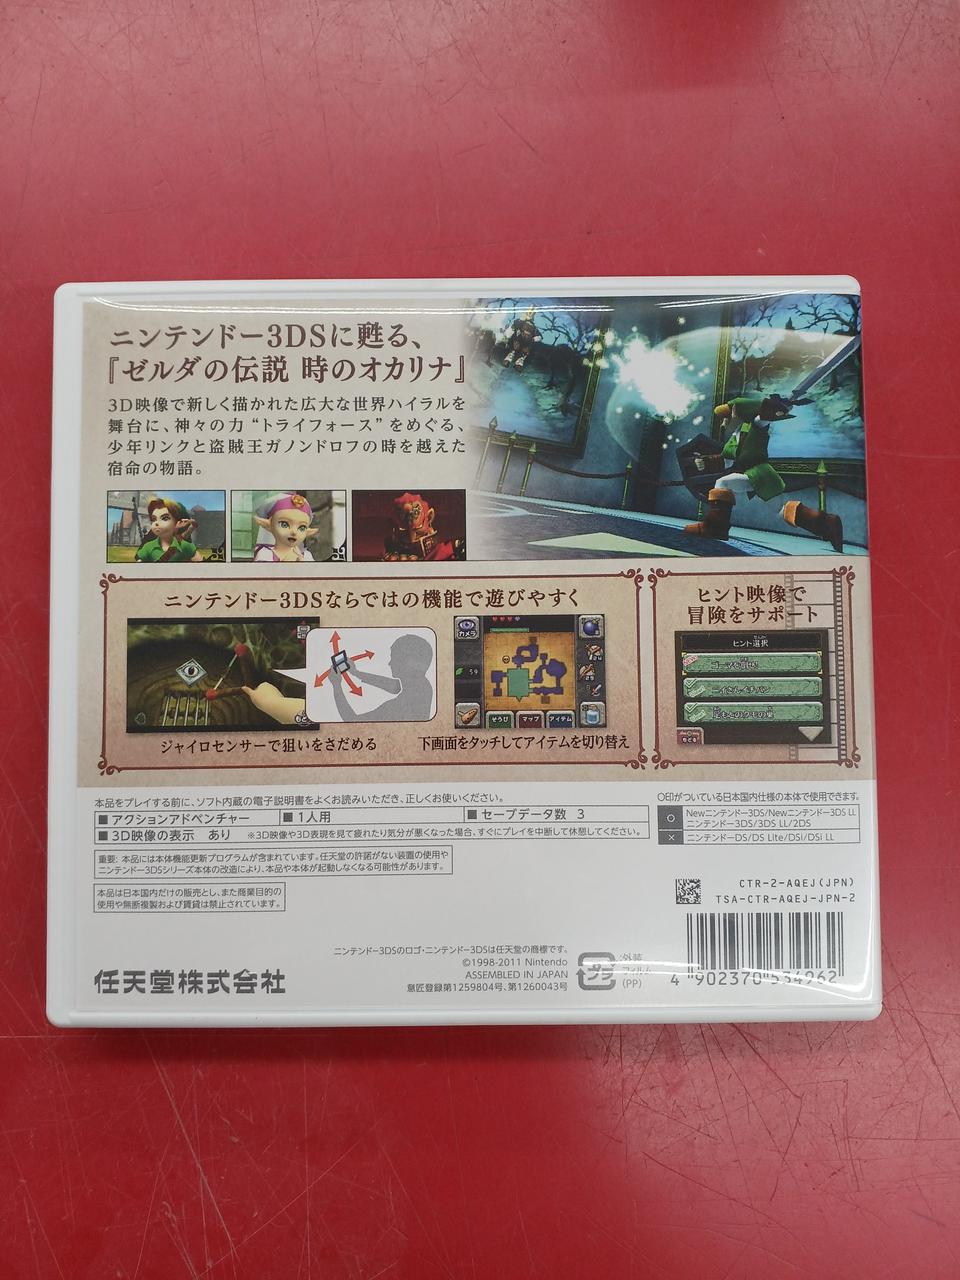 ニンテンドー3DSに甦る、
『ゼルダの伝説 時のオカリナ』
3D映像で新しく描かれた広大な世界ハイラルを
舞台に、神々の力“トライフォース”をめぐる、
少年リンクと盗賊王ガノンドロフの時を越えた
宿命の物語。
ニンテンドー3DSならではの機能で遊びやすく
カメラ
59
そうび
マップ
アイテム
ジャイロセンサーで狙いをさだめる
下画面をタッチしてアイテムを切り替え
ヒント映像で
冒険をサポート
ヒント選択
本品をプレイする前に、ソフト内蔵の電子説明書をよくお読みいただき、正しくお使いください。
■ アクションアドベンチャー ■ 1人用 ■ セーブデータ数 3
■ 3D映像の表示 あり ※3D映像や3D表現を見て疲れたり気分が悪くなった場合、すぐにプレイを中断して休憩してください。
重要: 本品には本体機能更新プログラムが含まれています。任天堂の許諾がない装置の使用や
ニンテンドー3DSシリーズ本体の改造により、本品や本体が起動しなくなる可能性があります。
本品は日本国内だけの販売とし、また商業目的の
使用や無断複製および賃貸は禁止されています。
○印がついている日本国内仕様の本体で使用できます。
○ Newニンテンドー3DS/Newニンテンドー3DS LL
ニンテンドー3DS/3DS LL/2DS
× ニンテンドーDS/DS Lite/DSi/DSi LL
CTR-2-AQEJ(JPN)
TSA-CTR-AQEJ-JPN-2
ニンテンドー3DSのロゴ・ニンテンドー3DSは任天堂の商標です。
©1998-2011 Nintendo
ASSEMBLED IN JAPAN
意匠登録第1259804号、第1260043号
任天堂株式会社
プラ
:外装
フィルム
(PP)
4 902370 534962